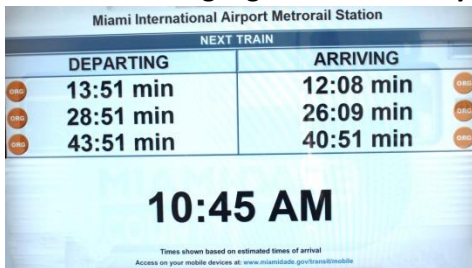 Miami International Airport Metrorail Station
NEXT TRAIN
DEPARTING ARRIVING
ORG 13:51 min 12:08 min ORG
ORG 28:51 min 26:09 min ORG
ORG 43:51 min 40:51 min ORG
10:45 AM
Times shown based on estimated times of arrival
Access on your mobile devices at: www.miamidade.gov/transit/mobile